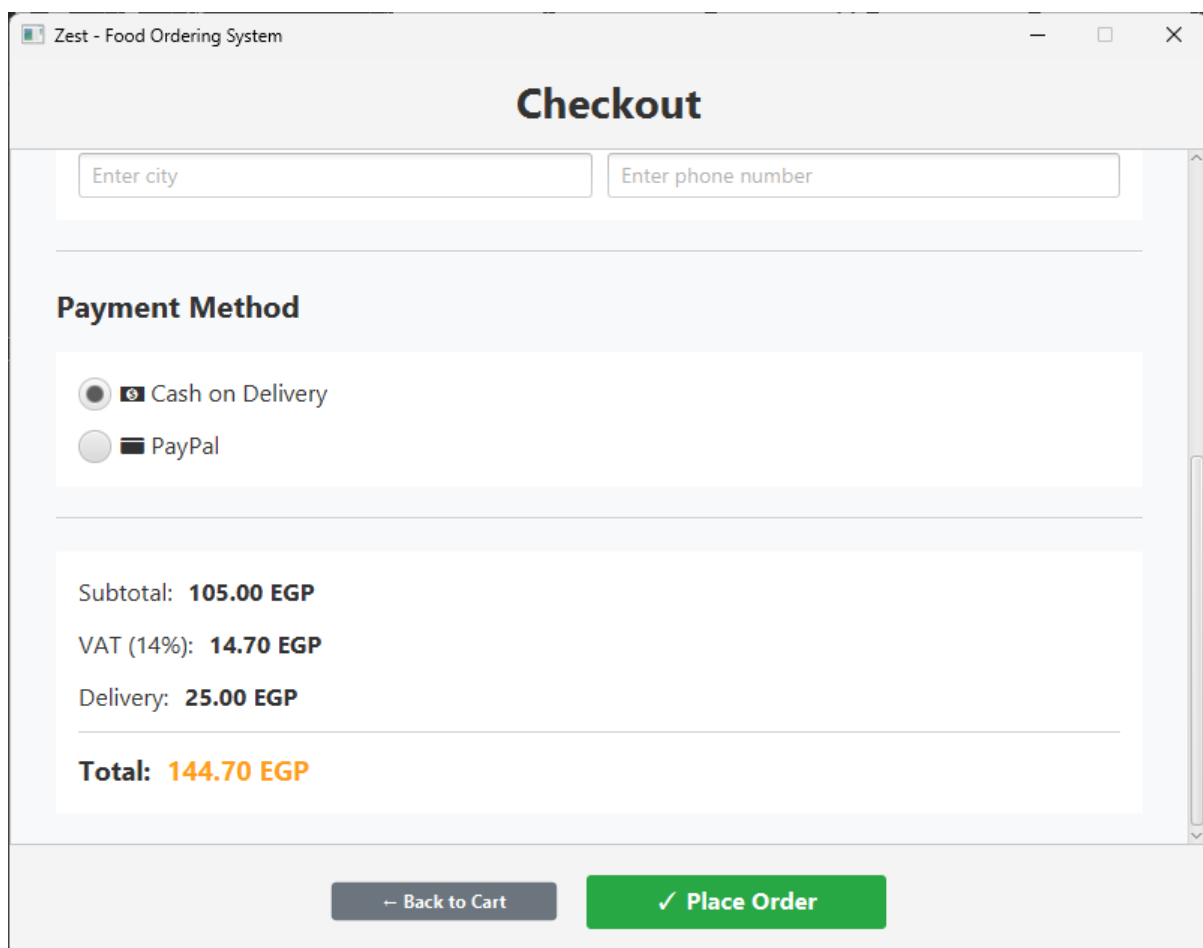 Zest - Food Ordering System
Checkout
Enter city
Enter phone number
Payment Method
Cash on Delivery
PayPal
Subtotal: 105.00 EGP
VAT (14%): 14.70 EGP
Delivery: 25.00 EGP
Total: 144.70 EGP
← Back to Cart
✓ Place Order